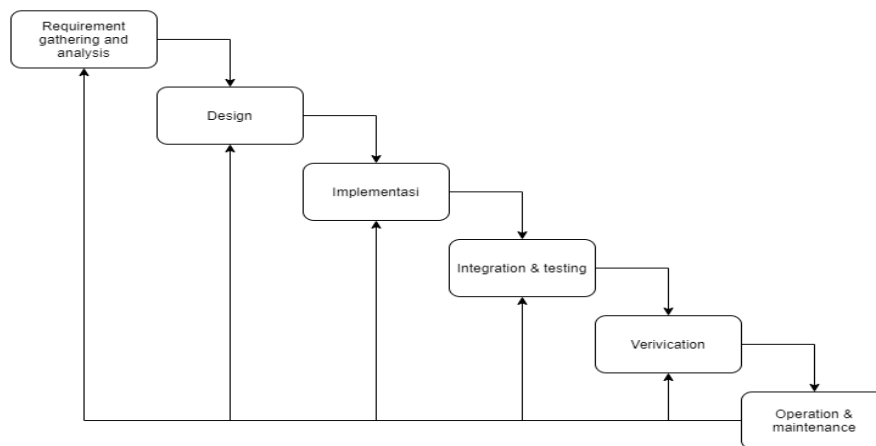 Requirement
gathering and
analysis
Design
Implementasi
Integration & testing
Verivication
Operation &
maintenance